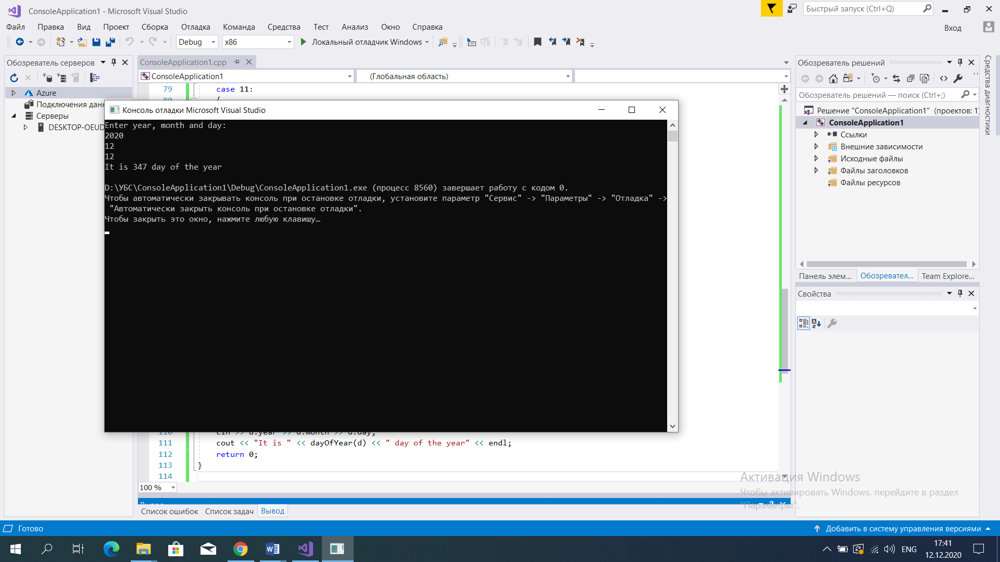 ConsoleApplication1 - Microsoft Visual Studio
Быстрый запуск (Ctrl+Q)
Файл Правка Вид Проект Сборка Отладка Команда Средства Тест Анализ Окно Справка
Вход
Debug x86 Локальный отладчик Windows
Обозреватель серверов
Azure
Подключения дан
Серверы
DESKTOP-OEUD
ConsoleApplication1.cpp
ConsoleApplication1 (Глобальная область)
79 case 11:
80 {
Консоль отладки Microsoft Visual Studio
Enter year, month and day:
2020
12
12
It is 347 day of the year
D:\УБС\ConsoleApplication1\Debug\ConsoleApplication1.exe (процесс 8560) завершает работу с кодом 0.
Чтобы автоматически закрывать консоль при остановке отладки, установите параметр "Сервис" -> "Параметры" -> "Отладка" ->
"Автоматически закрыть консоль при остановке отладки".
Чтобы закрыть это окно, нажмите любую клавишу…
110 cin >> d.year >> d.month >> d.day;
111 cout << "It is " << dayOfYear(d) << " day of the year" << endl;
112 return 0;
113 }
114
100 %
Вывод
Список ошибок Список задач Вывод
Обозреватель решений
Обозреватель решений — поиск (Ctrl+;)
Решение "ConsoleApplication1" (проектов: 1)
ConsoleApplication1
Ссылки
Внешние зависимости
Исходные файлы
Файлы заголовков
Файлы ресурсов
Панель элем... Обозревател... Team Explore...
Свойства
Средства диагностики
Активация Windows
Чтобы активировать Windows, перейдите в раздел
"Параметры".
Готово
Добавить в систему управления версиями
ENG
17:41
12.12.2020